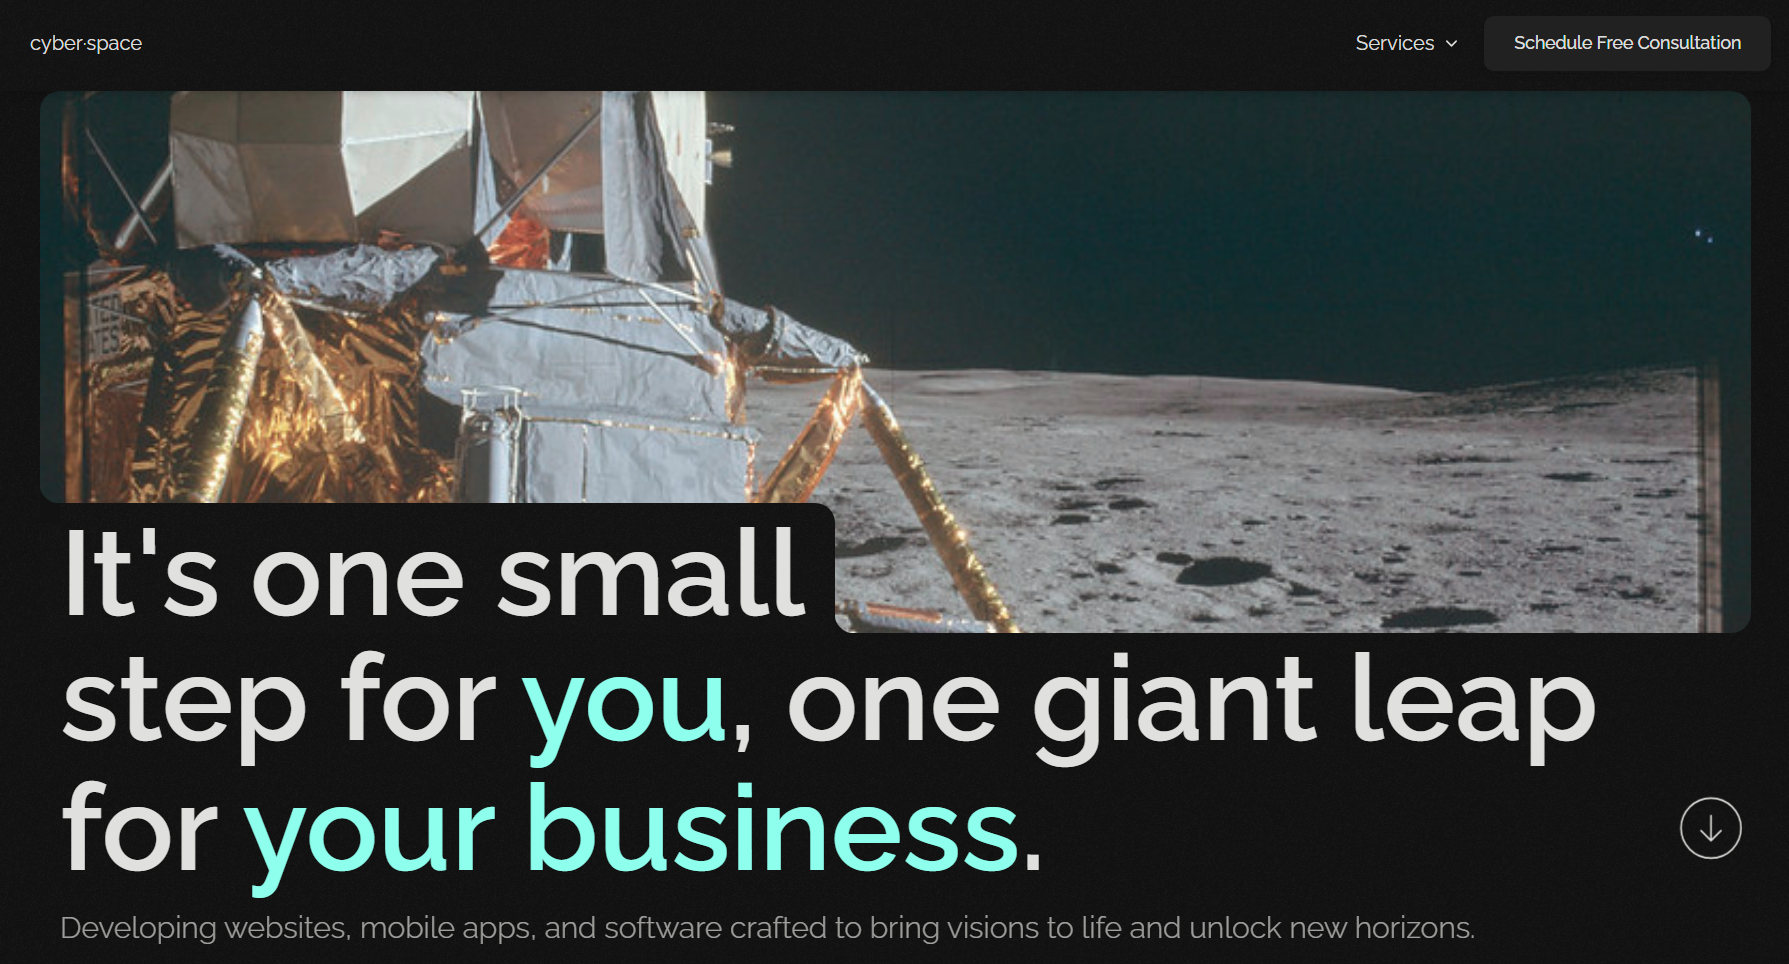 cyber·space
Services
Schedule Free Consultation
It's one small
step for you, one giant leap
for your business.
Developing websites, mobile apps, and software crafted to bring visions to life and unlock new horizons.